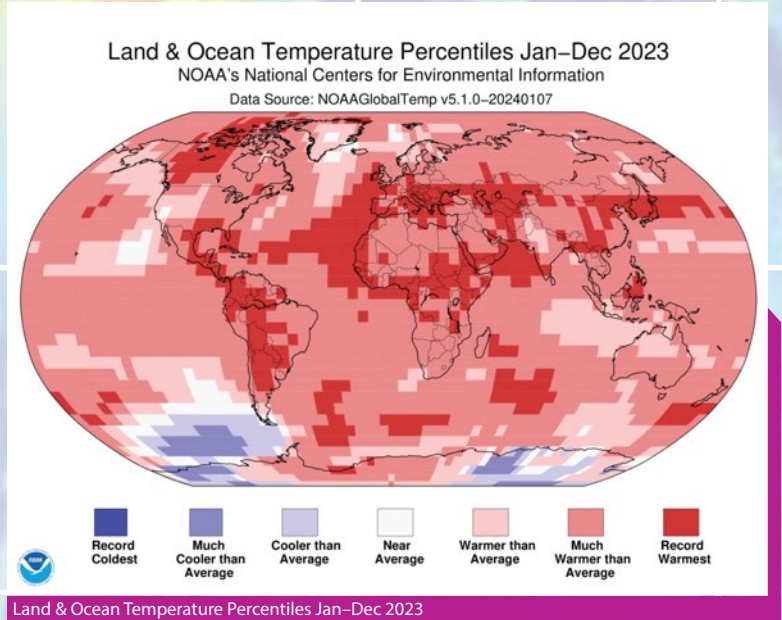 Land & Ocean Temperature Percentiles Jan–Dec 2023
NOAA's National Centers for Environmental Information
Data Source: NOAAGlobalTemp v5.1.0–20240107
Record
Coldest
Much
Cooler than
Average
Cooler than
Average
Near
Average
Warmer than
Average
Much
Warmer than
Average
Record
Warmest
Land & Ocean Temperature Percentiles Jan–Dec 2023